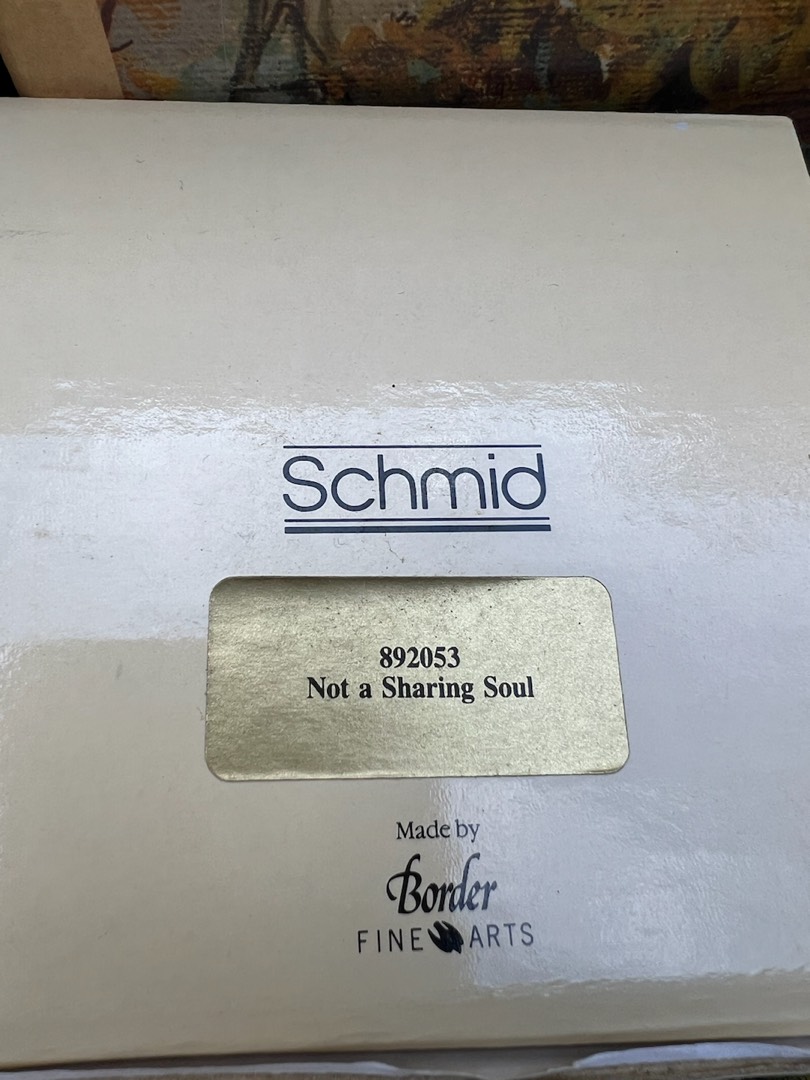 Schmid
892053
Not a Sharing Soul
Made by
Border
FINE ARTS